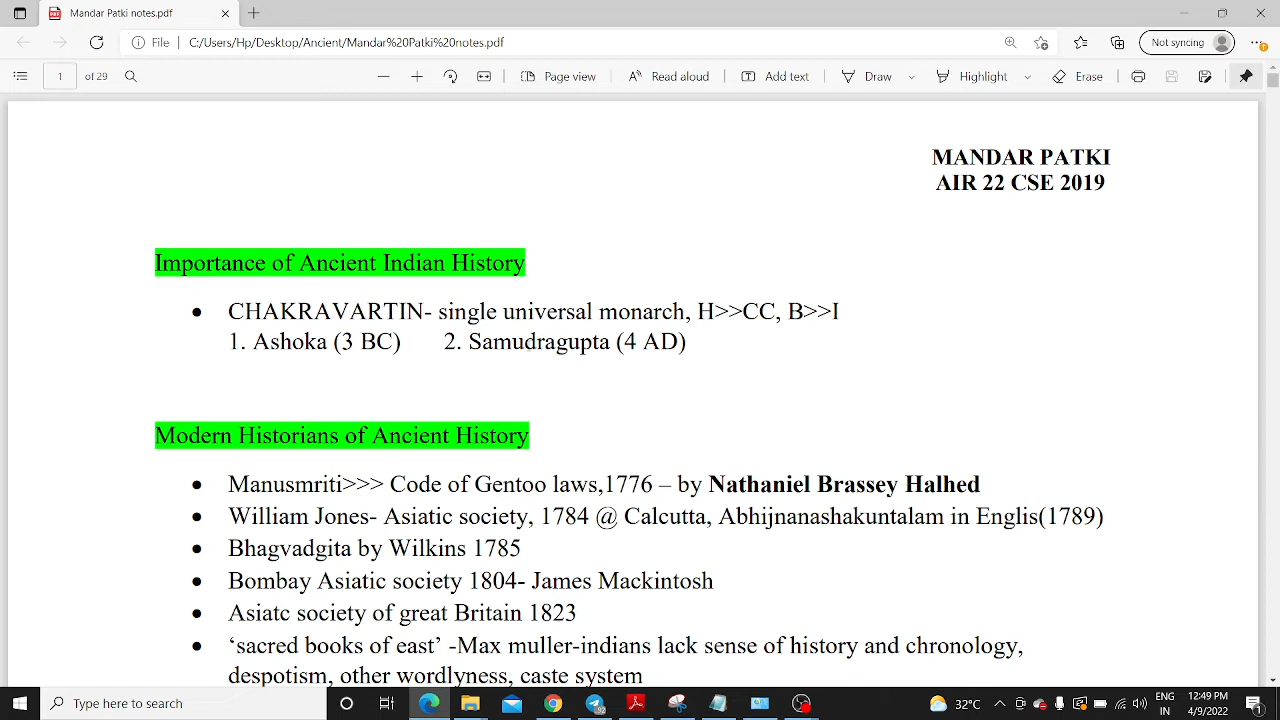 Mandar Patki notes.pdf
File | C:/Users/Hp/Desktop/Ancient/Mandar%20Patki%20notes.pdf
Not syncing
1 of 29
Page view
Read aloud
Add text
Draw
Highlight
Erase
MANDAR PATKI
AIR 22 CSE 2019
Importance of Ancient Indian History
• CHAKRAVARTIN- single universal monarch, H>>CC, B>>I
1. Ashoka (3 BC) 2. Samudragupta (4 AD)
Modern Historians of Ancient History
• Manusmriti>>> Code of Gentoo laws,1776 – by Nathaniel Brassey Halhed
• William Jones- Asiatic society, 1784 @ Calcutta, Abhijnanashakuntalam in Englis(1789)
• Bhagvadgita by Wilkins 1785
• Bombay Asiatic society 1804- James Mackintosh
• Asiatc society of great Britain 1823
• ‘sacred books of east’ -Max muller-indians lack sense of history and chronology,
despotism, other wordlyness, caste system
Type here to search
32°C
ENG
IN
12:49 PM
4/9/2022